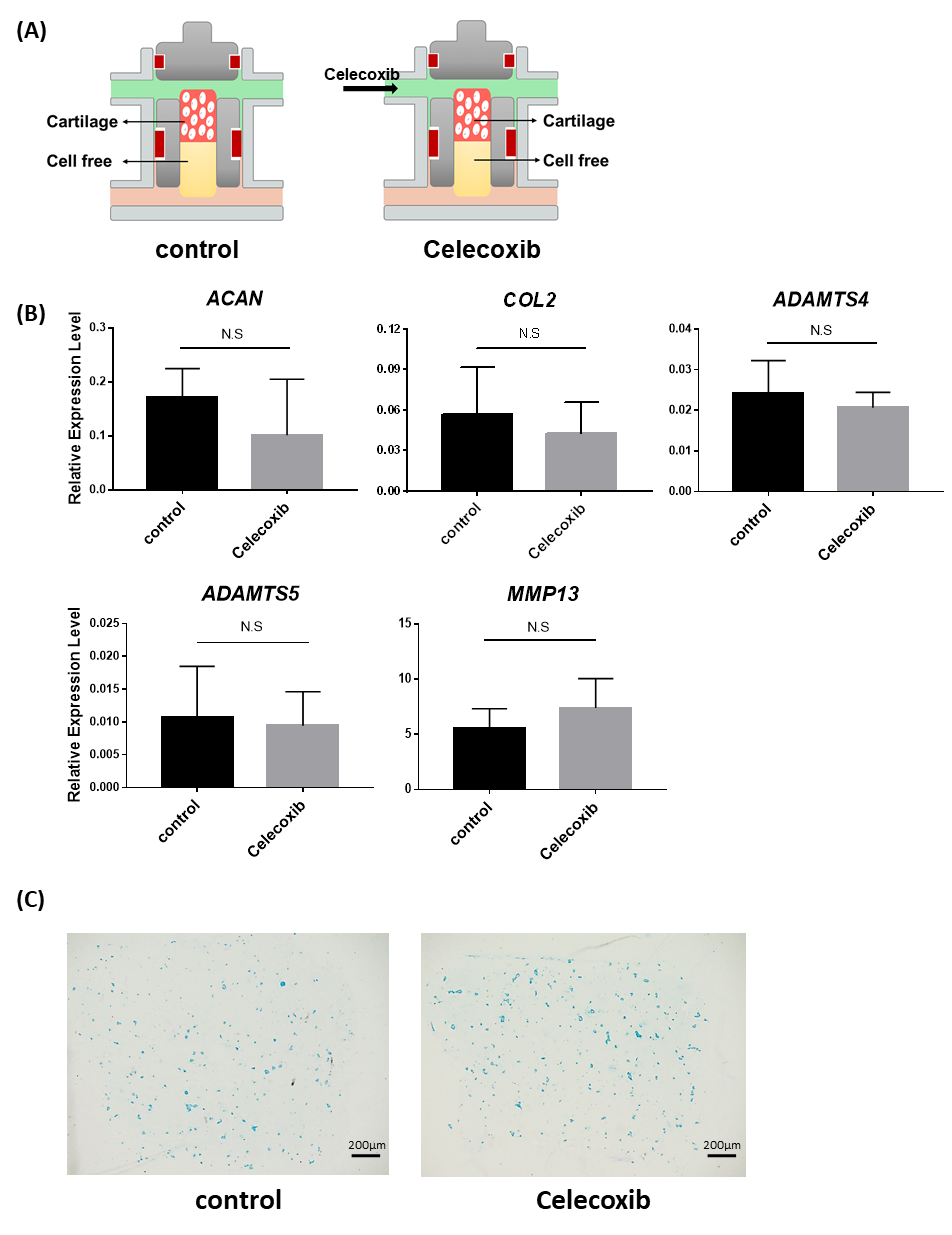 (A)
Celecoxib
Cartilage
Cell free
Cartilage
Cell free
control
Celecoxib
(B)
ACAN
Relative Expression Level
0.3
0.2
0.1
0.0
N.S
control
Celecoxib
COL2
0.12
0.09
0.06
0.03
0.00
N.S
control
Celecoxib
ADAMTS4
0.04
0.03
0.02
0.01
0.00
N.S
control
Celecoxib
ADAMTS5
Relative Expression Level
0.025
0.020
0.015
0.010
0.005
0.000
N.S
control
Celecoxib
MMP13
15
10
5
0
N.S
control
Celecoxib
(C)
200μm
200μm
control
Celecoxib